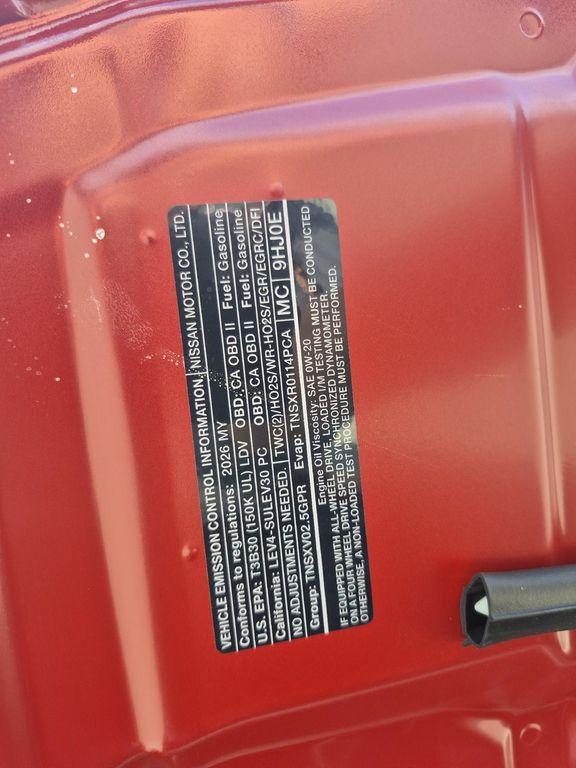 VEHICLE EMISSION CONTROL INFORMATION, NISSAN MOTOR CO., LTD.
Conforms to regulations: 2026 MY
U.S. EPA: T3B30 (150K UL) LDV OBD: CA OBD II Fuel: Gasoline
California: LEV4-SULEV30 PC OBD: CA OBD II Fuel: Gasoline
NO ADJUSTMENTS NEEDED. TWC(2)/HO2S/WR-HO2S/EGR/EGRC/DFI
Group: TNSXV02.5GPR Evap: TNSXR0114PCA MC 9HJ0E
Engine Oil Viscosity: SAE 0W-20
IF EQUIPPED WITH ALL-WHEEL DRIVE, LOADED I/M TESTING MUST BE CONDUCTED
ON A FOUR WHEEL DRIVE SPEED SYNCHRONIZED DYNAMOMETER.
OTHERWISE, A NON-LOADED TEST PROCEDURE MUST BE PERFORMED.